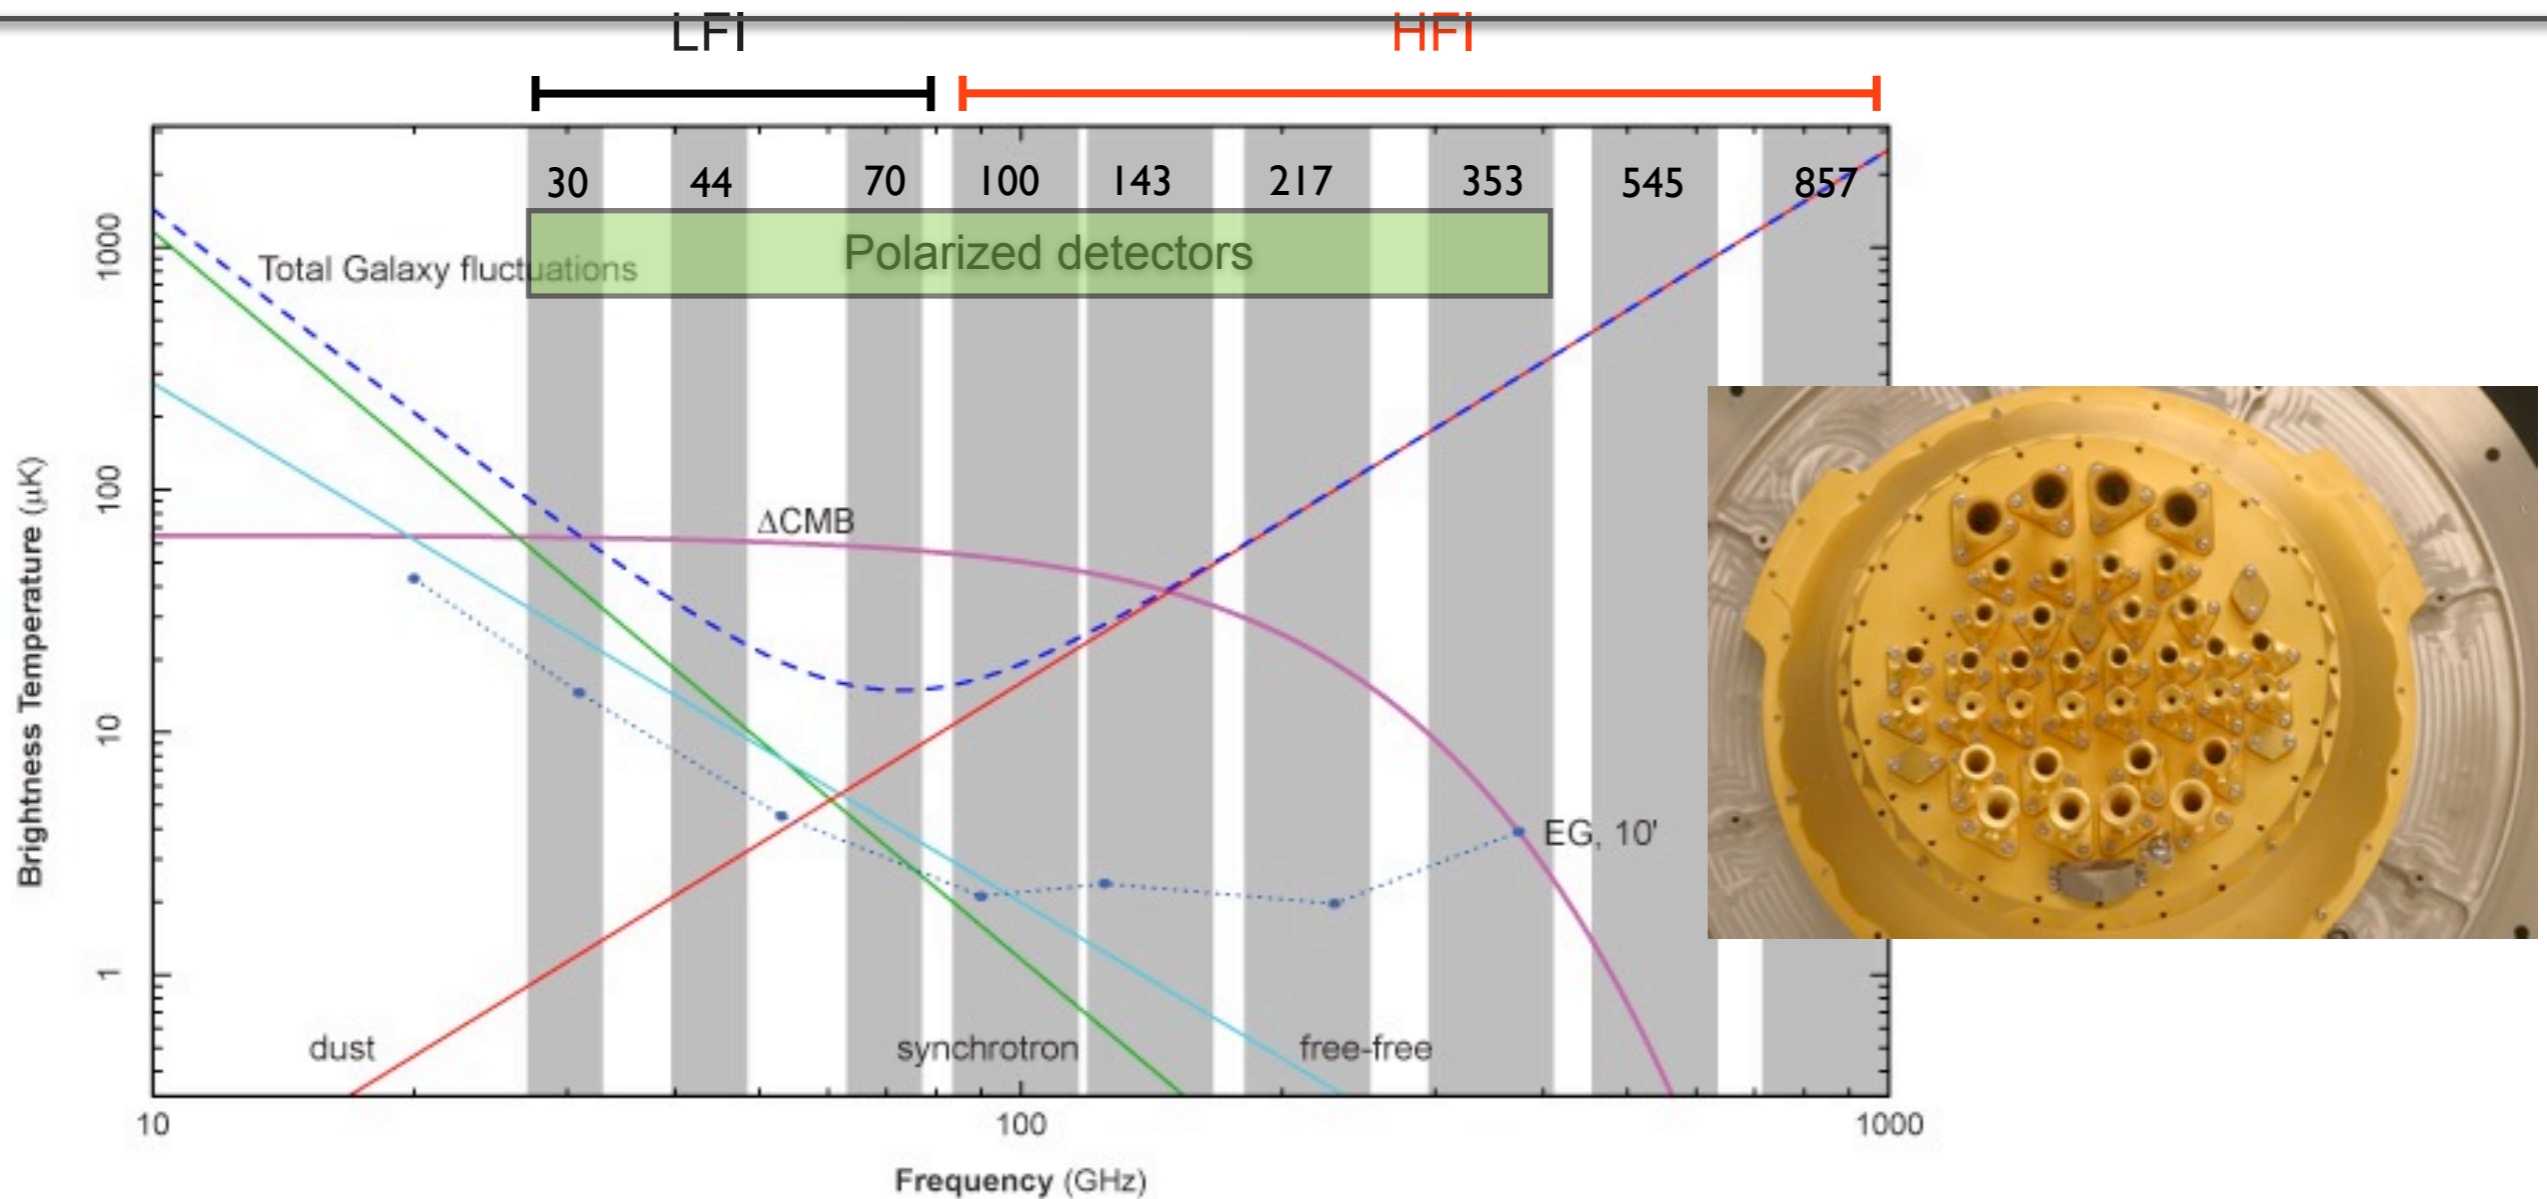 LFI
HFI
30 44 70 100 143 217 353 545 857
Polarized detectors
Total Galaxy fluctuations
ΔCMB
EG, 10'
dust
synchrotron
free-free
1000
100
10
1
Brightness Temperature (μK)
10 100 1000
Frequency (GHz)